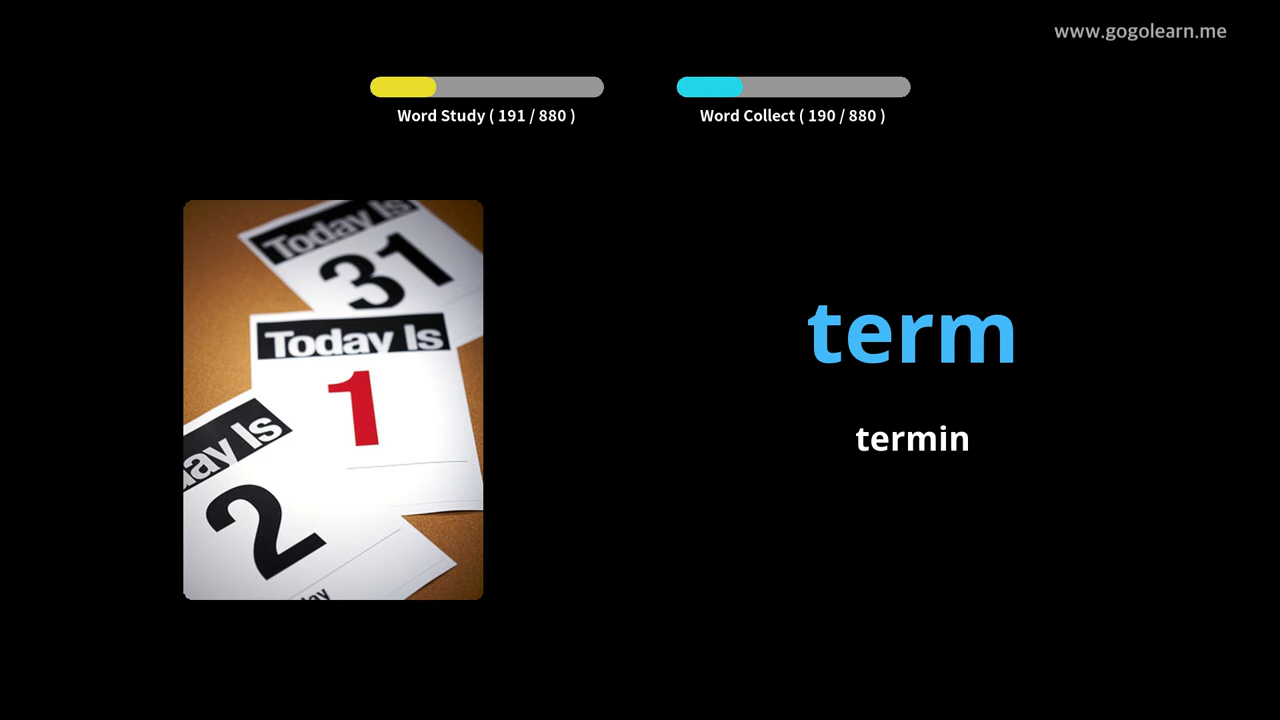 www.gogolearn.me
Word Study ( 191 / 880 )
Word Collect ( 190 / 880 )
Today Is
31
Today Is
1
day Is
2
term
termin